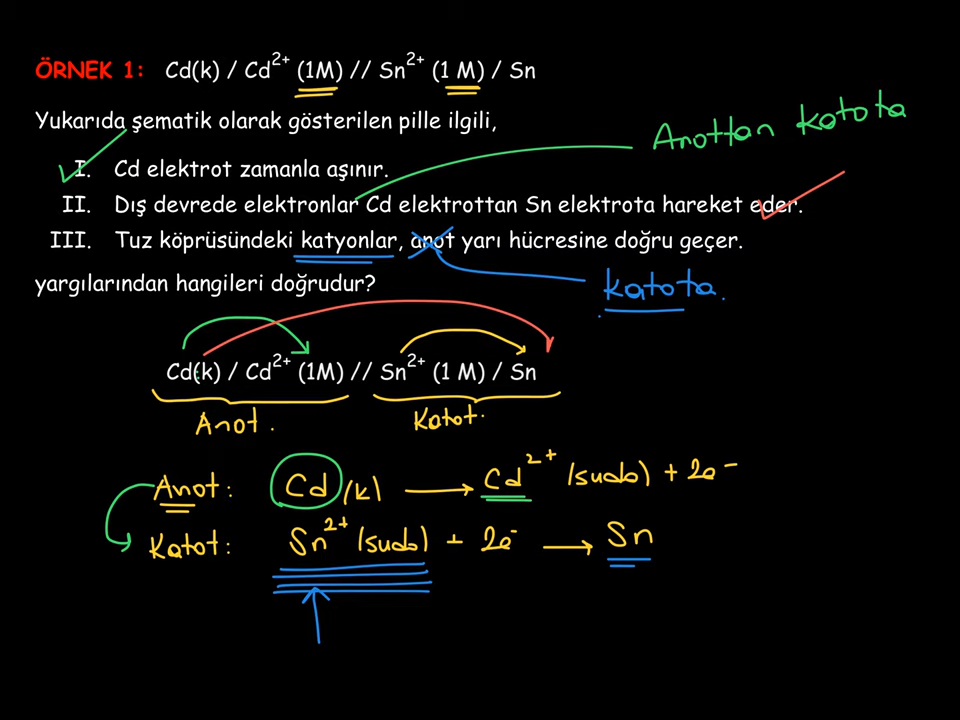 ÖRNEK 1: Cd(k) / Cd²⁺ (1M) // Sn²⁺ (1 M) / Sn
Yukarıda şematik olarak gösterilen pille ilgili,
Anottan Katota
I. Cd elektrot zamanla aşınır.
II. Dış devrede elektronlar Cd elektrottan Sn elektrota hareket eder.
III. Tuz köprüsündeki katyonlar, anot yarı hücresine doğru geçer.
yargılarından hangileri doğrudur?
Katota.
Cd(k) / Cd²⁺ (1M) // Sn²⁺ (1 M) / Sn
Anot. Katot.
Anot: Cd (k) → Cd²⁺ (suda) + 2e⁻
Katot: Sn²⁺ (suda) + 2e⁻ → Sn